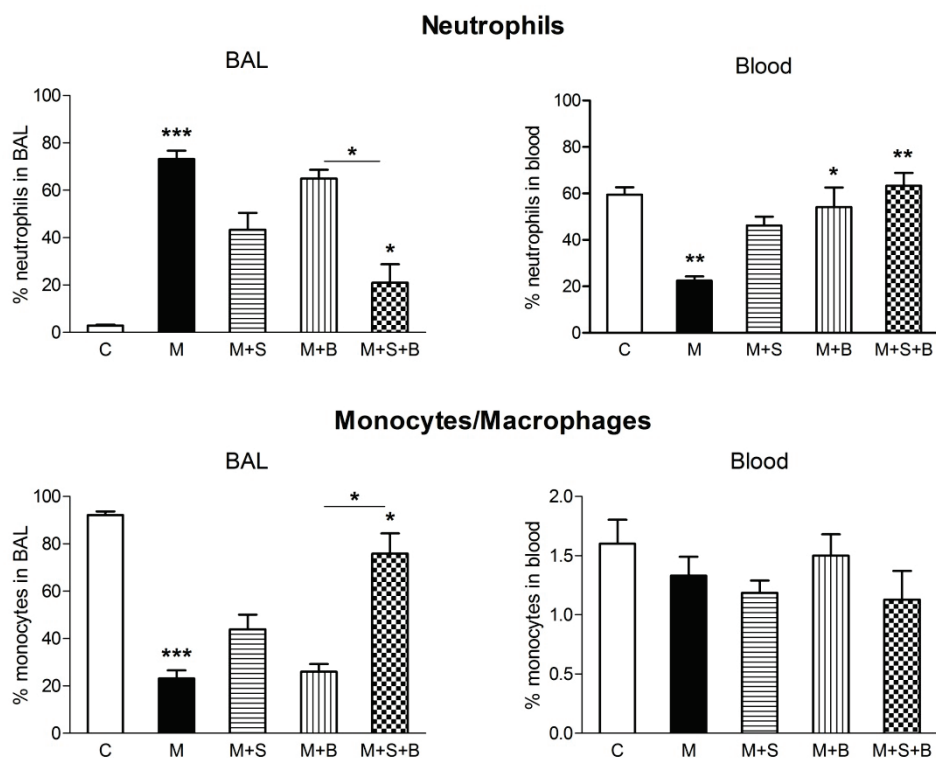 Neutrophils
BAL
% neutrophils in BAL
100
80
60
40
20
0
***
*
*
C M M+S M+B M+S+B
Blood
% neutrophils in blood
100
80
60
40
20
0
**
*
**
C M M+S M+B M+S+B
Monocytes/Macrophages
BAL
% monocytes in BAL
100
80
60
40
20
0
***
*
*
C M M+S M+B M+S+B
Blood
% monocytes in blood
2.0
1.5
1.0
0.5
0.0
C M M+S M+B M+S+B